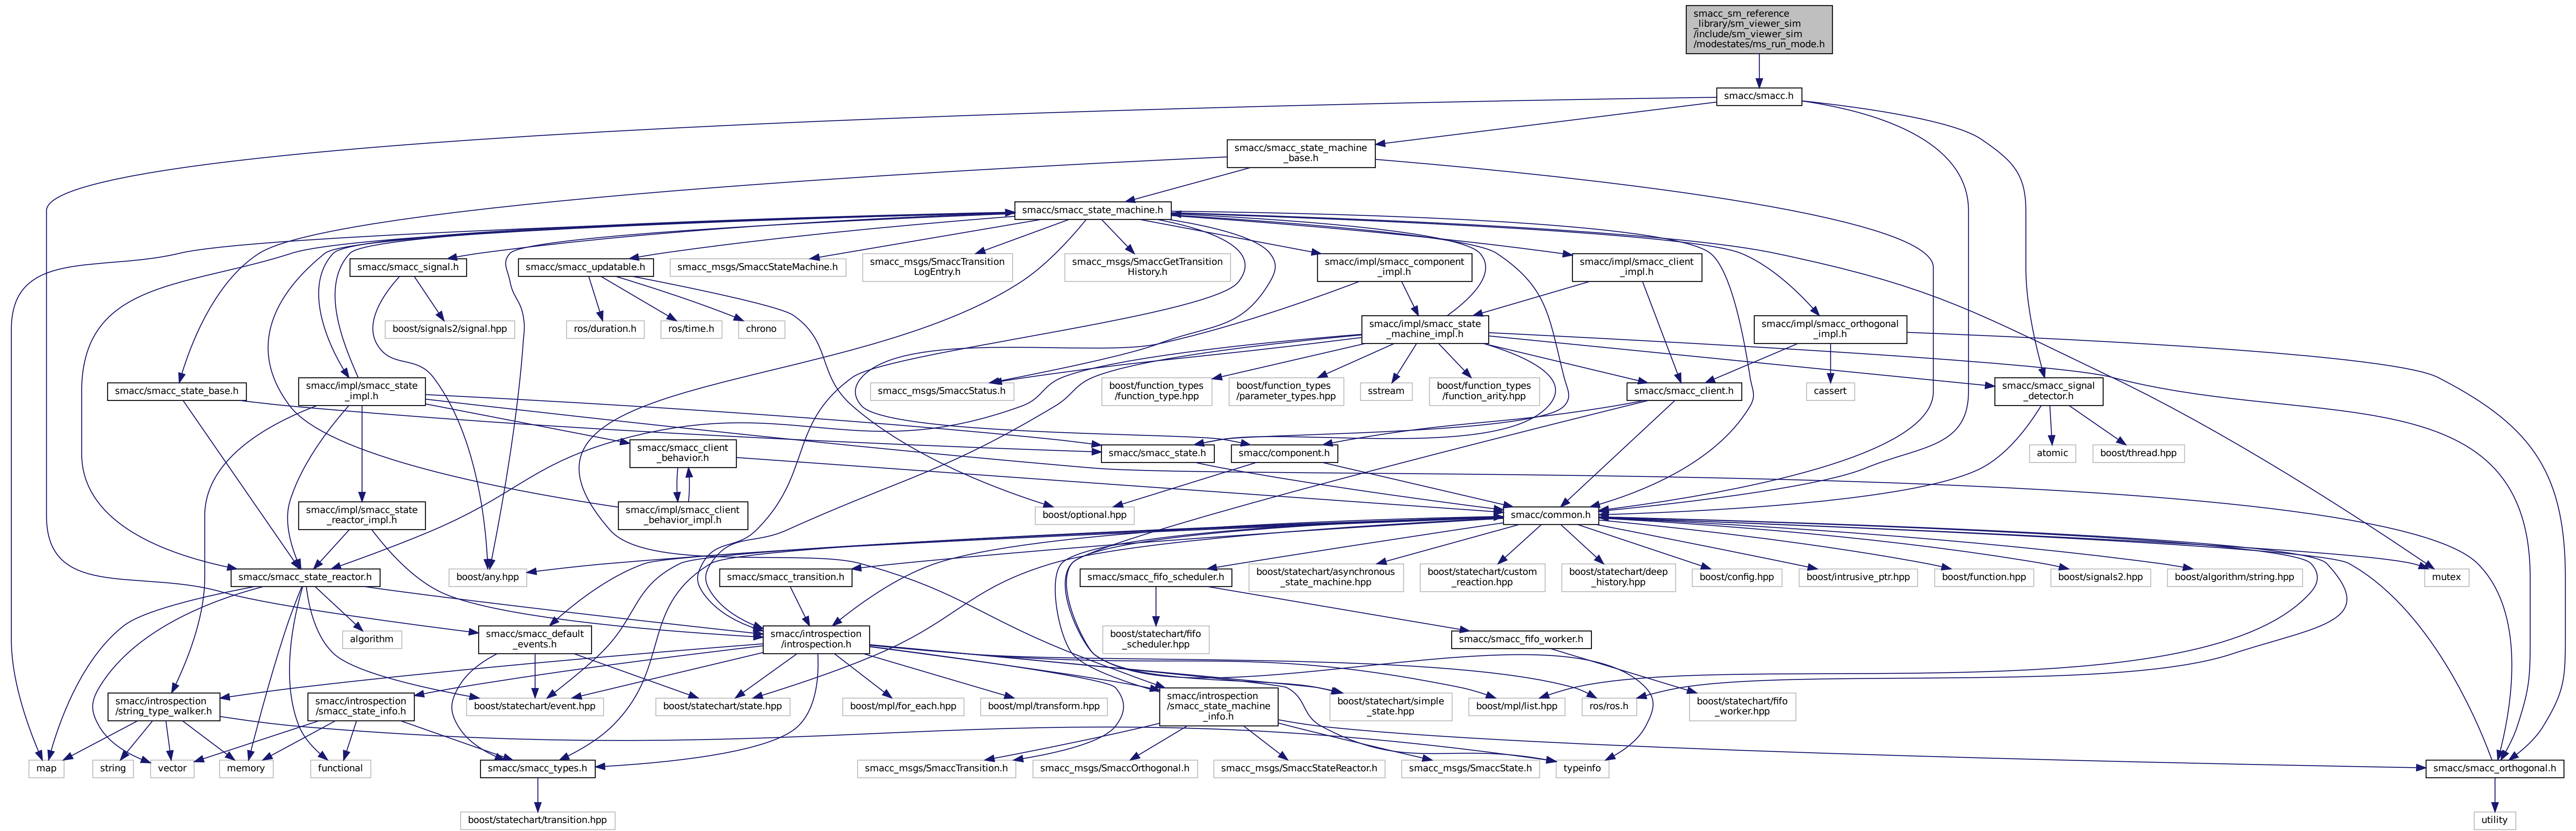 smacc_sm_reference
_library/sm_viewer_sim
/include/sm_viewer_sim
/modestates/ms_run_mode.h
smacc/smacc.h
smacc/smacc_state_machine
_base.h
smacc/smacc_state_machine.h
smacc/smacc_signal.h
smacc/smacc_updatable.h
smacc_msgs/SmaccStateMachine.h
smacc_msgs/SmaccTransition
LogEntry.h
smacc_msgs/SmaccGetTransition
History.h
smacc/impl/smacc_component
_impl.h
smacc/impl/smacc_client
_impl.h
boost/signals2/signal.hpp
ros/duration.h
ros/time.h
chrono
smacc/impl/smacc_state
_machine_impl.h
smacc/impl/smacc_orthogonal
_impl.h
smacc/smacc_state_base.h
smacc/impl/smacc_state
_impl.h
smacc_msgs/SmaccStatus.h
boost/function_types
/function_type.hpp
boost/function_types
/parameter_types.hpp
sstream
boost/function_types
/function_arity.hpp
smacc/smacc_client.h
cassert
smacc/smacc_signal
_detector.h
smacc/smacc_client
_behavior.h
smacc/smacc_state.h
smacc/component.h
atomic
boost/thread.hpp
smacc/impl/smacc_state
_reactor_impl.h
smacc/impl/smacc_client
_behavior_impl.h
boost/optional.hpp
smacc/common.h
smacc/smacc_state_reactor.h
boost/any.hpp
smacc/smacc_transition.h
smacc/smacc_fifo_scheduler.h
boost/statechart/asynchronous
_state_machine.hpp
boost/statechart/custom
_reaction.hpp
boost/statechart/deep
_history.hpp
boost/config.hpp
boost/intrusive_ptr.hpp
boost/function.hpp
boost/signals2.hpp
boost/algorithm/string.hpp
mutex
algorithm
smacc/smacc_default
_events.h
smacc/introspection
/introspection.h
boost/statechart/fifo
_scheduler.hpp
smacc/smacc_fifo_worker.h
smacc/introspection
/string_type_walker.h
smacc/introspection
/smacc_state_info.h
boost/statechart/event.hpp
boost/statechart/state.hpp
boost/mpl/for_each.hpp
boost/mpl/transform.hpp
smacc/introspection
/smacc_state_machine
_info.h
boost/statechart/simple
_state.hpp
boost/mpl/list.hpp
ros/ros.h
boost/statechart/fifo
_worker.hpp
map
string
vector
memory
functional
smacc/smacc_types.h
smacc_msgs/SmaccTransition.h
smacc_msgs/SmaccOrthogonal.h
smacc_msgs/SmaccStateReactor.h
smacc_msgs/SmaccState.h
typeinfo
smacc/smacc_orthogonal.h
boost/statechart/transition.hpp
utility